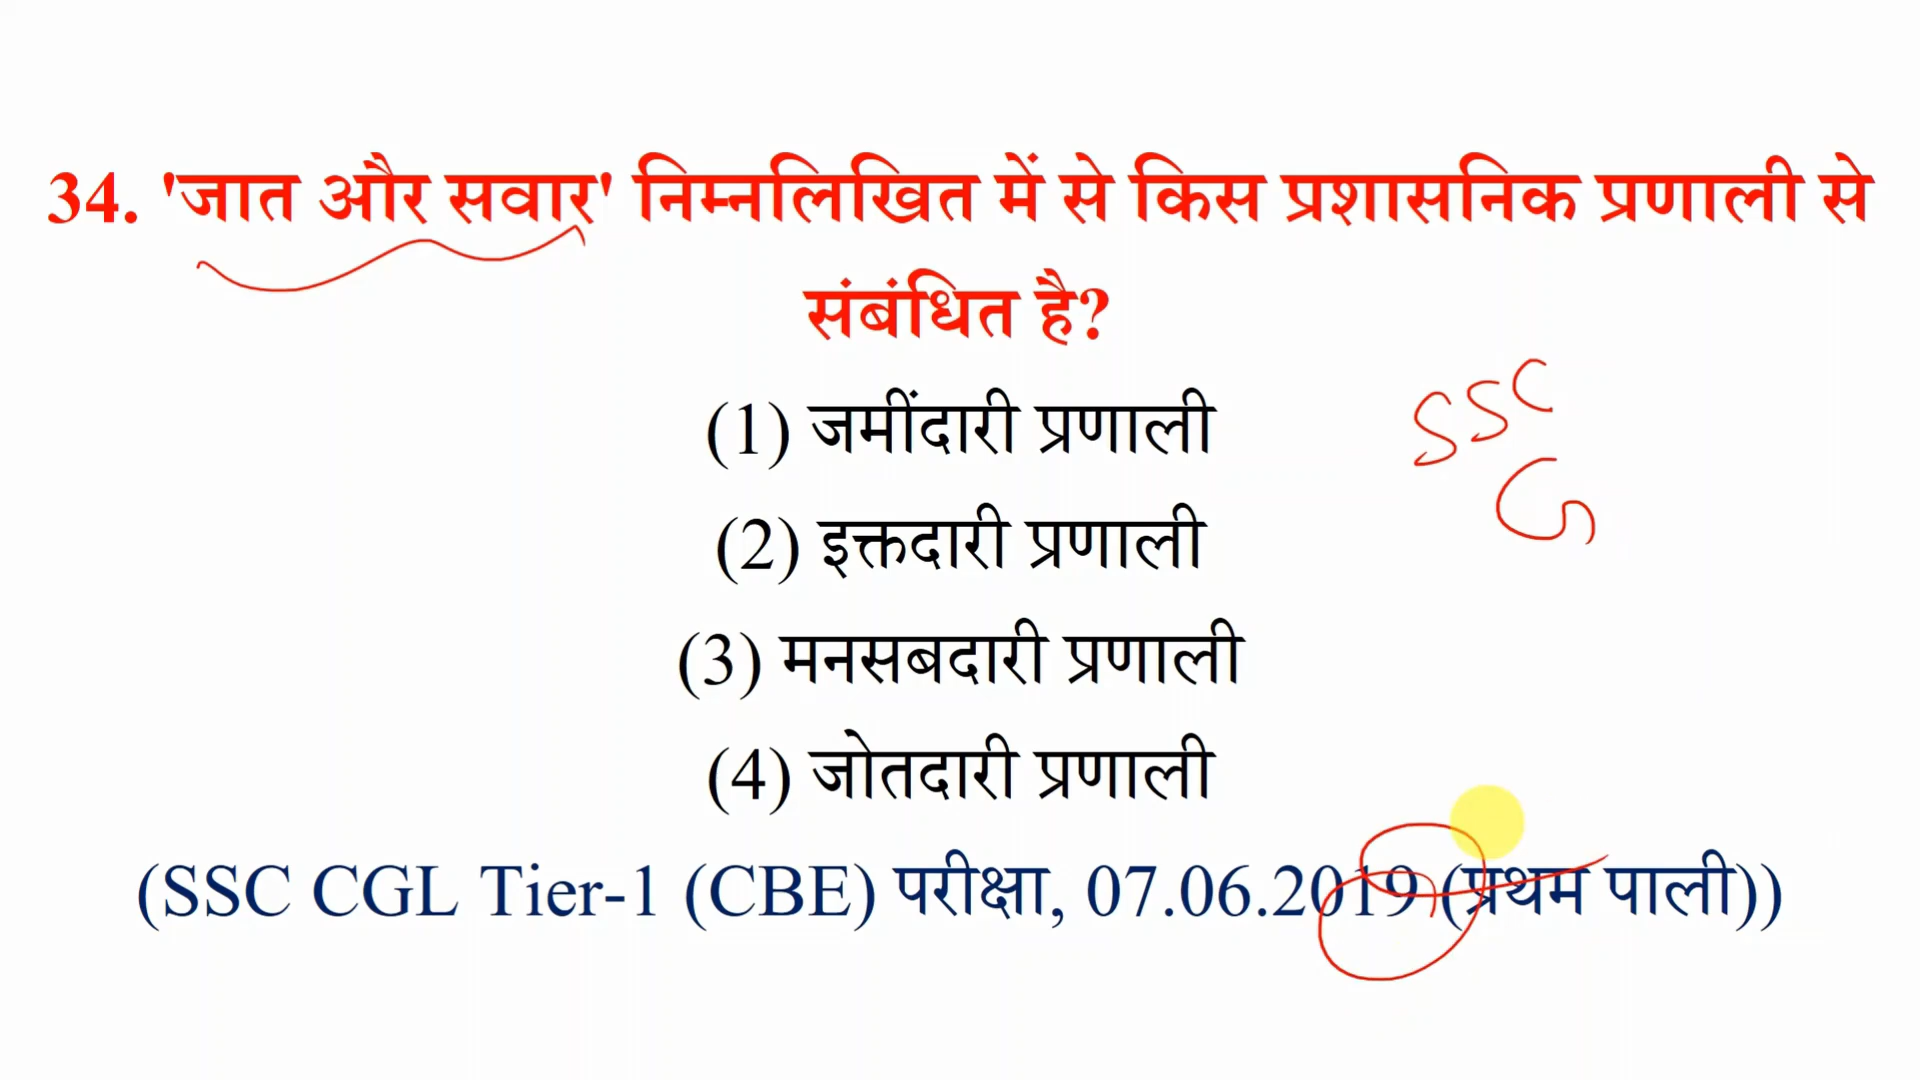 34. 'जात और सवार' निम्नलिखित में से किस प्रशासनिक प्रणाली से
संबंधित है?
(1) जमींदारी प्रणाली
SSC
(2) इक्तदारी प्रणाली
(3) मनसबदारी प्रणाली
(4) जोतदारी प्रणाली
(SSC CGL Tier-1 (CBE) परीक्षा, 07.06.2019 (प्रथम पाली))